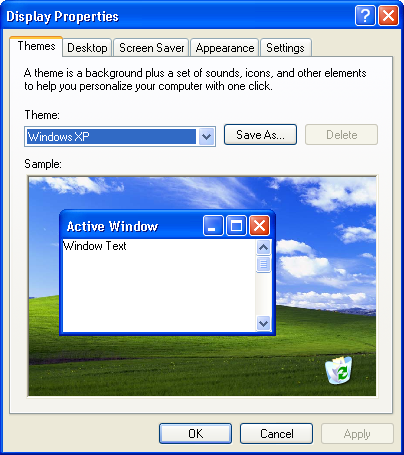 Display Properties
Themes Desktop Screen Saver Appearance Settings
A theme is a background plus a set of sounds, icons, and other elements
to help you personalize your computer with one click.
Theme:
Windows XP Save As... Delete
Sample:
Active Window
Window Text
OK Cancel Apply